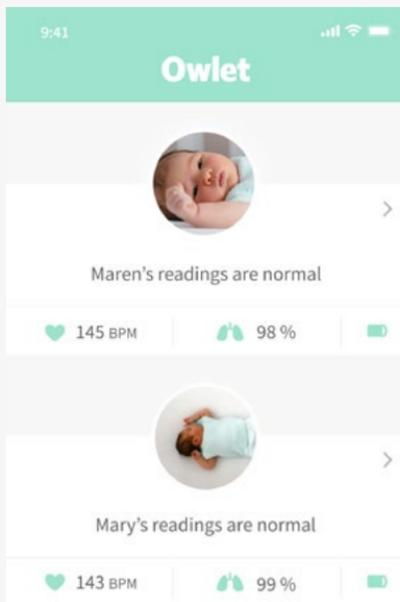 9:41
Owlet
Maren's readings are normal
145 BPM
98 %
Mary's readings are normal
143 BPM
99 %